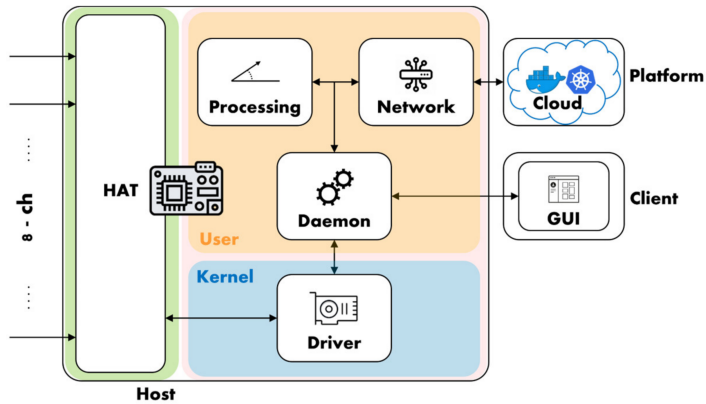 Processing
Network
Cloud
Platform
HAT
8 - ch
Daemon
User
GUI
Client
Kernel
Driver
Host